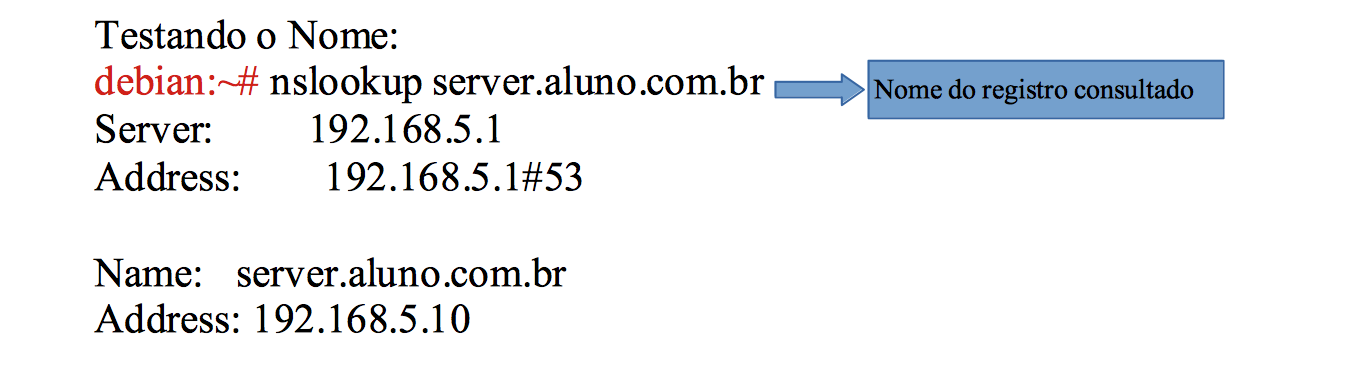 Testando o Nome:
debian:~# nslookup server.aluno.com.br
Nome do registro consultado
Server: 192.168.5.1
Address: 192.168.5.1#53
Name: server.aluno.com.br
Address: 192.168.5.10